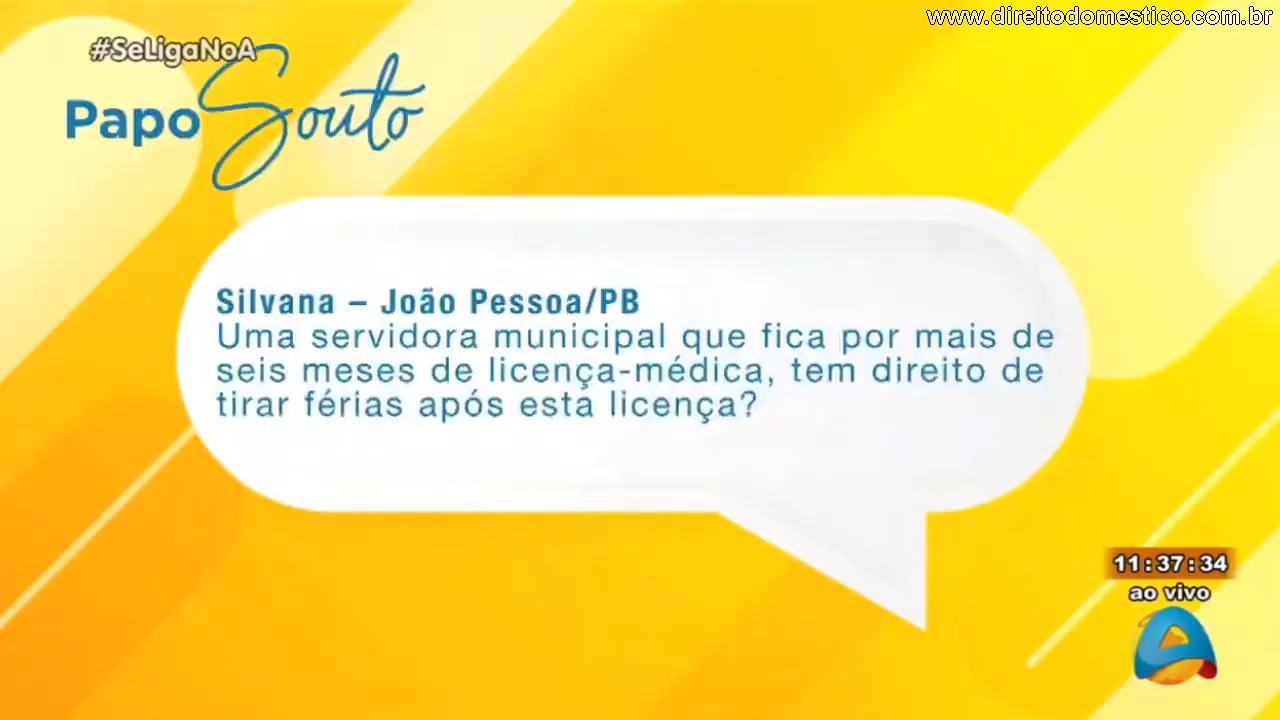 www.direitodomestico.com.br
#SeLigaNoA
Papo Souto
Silvana – João Pessoa/PB
Uma servidora municipal que fica por mais de
seis meses de licença-médica, tem direito de
tirar férias após esta licença?
11:37:34
ao vivo